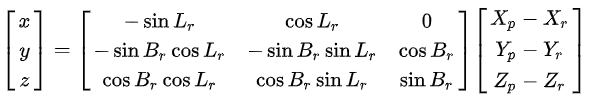 [x] = [− sin L_r  cos L_r  0] [X_p − X_r]
[y] = [− sin B_r cos L_r  − sin B_r sin L_r  cos B_r] [Y_p − Y_r]
[z] = [cos B_r cos L_r  cos B_r sin L_r  sin B_r] [Z_p − Z_r]